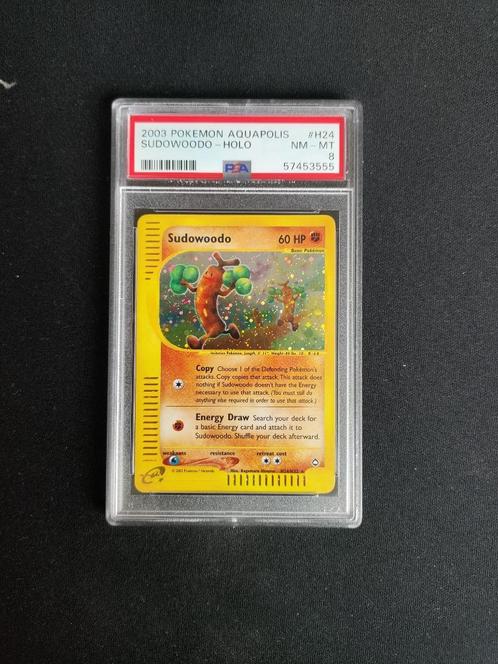 2003 POKEMON AQUAPOLIS #H24
SUDOWOODO - HOLO NM - MT
8
PSA 57453555
Sudowoodo 60 HP
Basic Pokémon
Copy Choose 1 of the Defending Pokémon's
attacks. Copy copies that attack. This attack does
nothing if Sudowoodo doesn't have the Energy
necessary to use that attack. (You must still do
anything else required in order to use that attack.)
Energy Draw Search your deck for
a basic Energy card and attach it to
Sudowoodo. Shuffle your deck afterward.
weakness resistance retreat cost